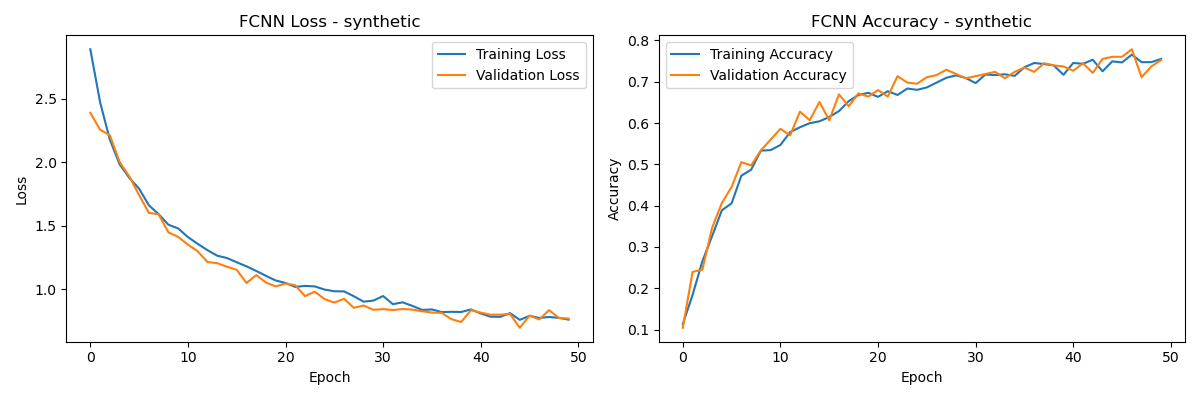 FCNN Loss - synthetic
Training Loss
Validation Loss
2.5
2.0
1.5
1.0
Loss
0
10
20
30
40
50
Epoch
FCNN Accuracy - synthetic
Training Accuracy
Validation Accuracy
0.8
0.7
0.6
0.5
0.4
0.3
0.2
0.1
Accuracy
0
10
20
30
40
50
Epoch